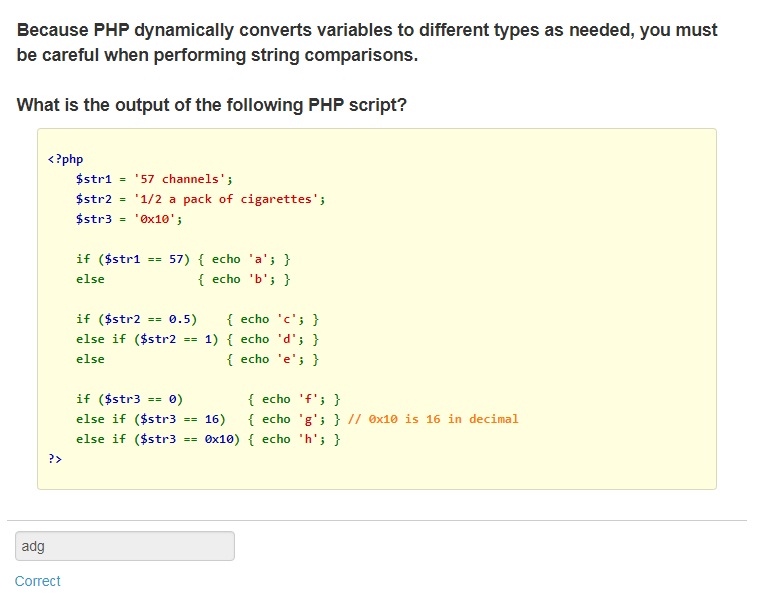 Because PHP dynamically converts variables to different types as needed, you must
be careful when performing string comparisons.
What is the output of the following PHP script?
<?php
    $str1 = '57 channels';
    $str2 = '1/2 a pack of cigarettes';
    $str3 = '0x10';
    if ($str1 == 57) { echo 'a'; }
    else             { echo 'b'; }
    if ($str2 == 0.5)    { echo 'c'; }
    else if ($str2 == 1) { echo 'd'; }
    else                 { echo 'e'; }
    if ($str3 == 0)         { echo 'f'; }
    else if ($str3 == 16)   { echo 'g'; } // 0x10 is 16 in decimal
    else if ($str3 == 0x10) { echo 'h'; }
?>
adg
Correct